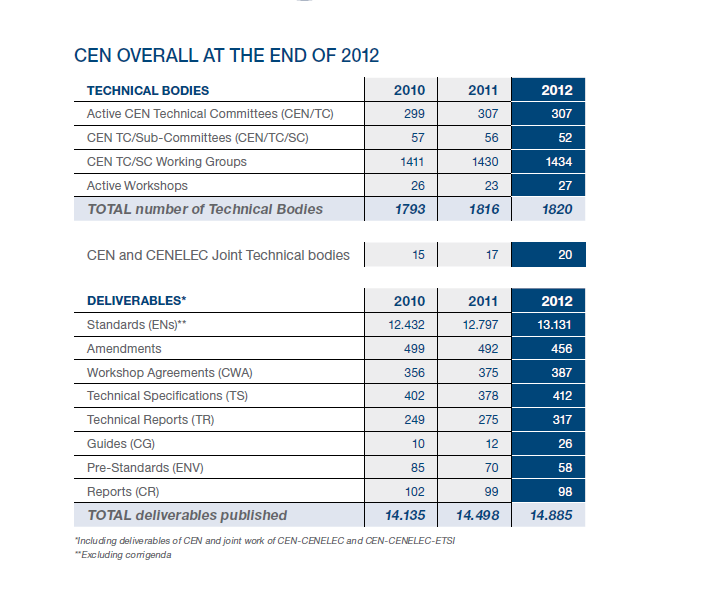 CEN OVERALL AT THE END OF 2012
TECHNICAL BODIES 2010 2011 2012
Active CEN Technical Committees (CEN/TC) 299 307 307
CEN TC/Sub-Committees (CEN/TC/SC) 57 56 52
CEN TC/SC Working Groups 1411 1430 1434
Active Workshops 26 23 27
TOTAL number of Technical Bodies 1793 1816 1820
CEN and CENELEC Joint Technical bodies 15 17 20
DELIVERABLES* 2010 2011 2012
Standards (ENs)** 12.432 12.797 13.131
Amendments 499 492 456
Workshop Agreements (CWA) 356 375 387
Technical Specifications (TS) 402 378 412
Technical Reports (TR) 249 275 317
Guides (CG) 10 12 26
Pre-Standards (ENV) 85 70 58
Reports (CR) 102 99 98
TOTAL deliverables published 14.135 14.498 14.885
*Including deliverables of CEN and joint work of CEN-CENELEC and CEN-CENELEC-ETSI
**Excluding corrigenda